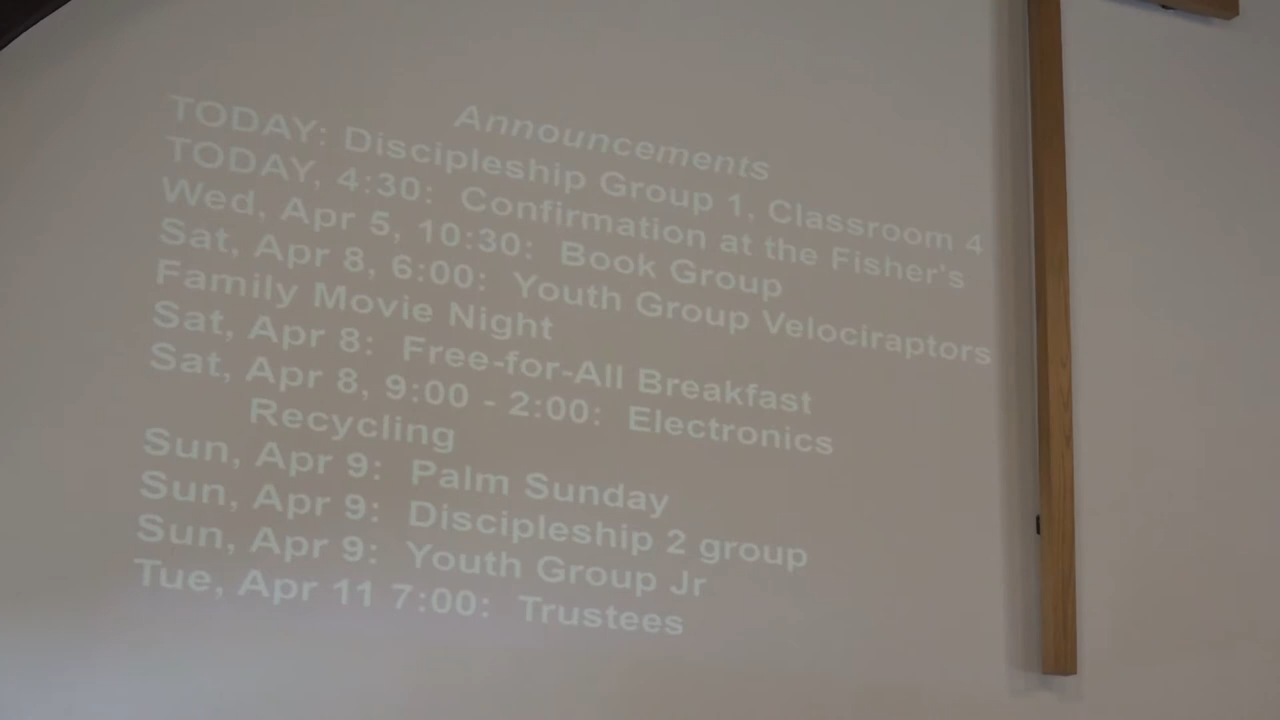 Announcements
TODAY: Discipleship Group 1, Classroom 4
TODAY, 4:30: Confirmation at the Fisher's
Wed, Apr 5, 10:30: Book Group
Sat, Apr 8, 6:00: Youth Group Velociraptors
Family Movie Night
Sat, Apr 8: Free-for-All Breakfast
Sat, Apr 8, 9:00 - 2:00: Electronics
Recycling
Sun, Apr 9: Palm Sunday
Sun, Apr 9: Discipleship 2 group
Sun, Apr 9: Youth Group Jr
Tue, Apr 11 7:00: Trustees